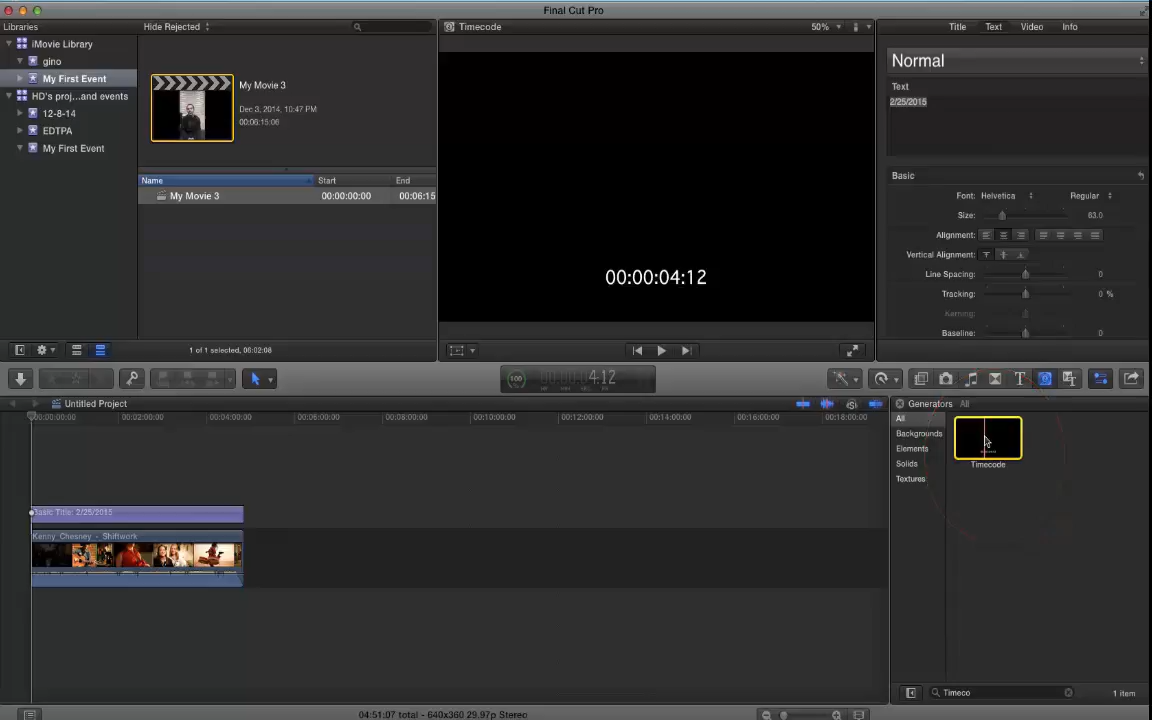 Final Cut Pro
Libraries
Hide Rejected
Timecode
50%
Title Text Video Info
iMovie Library
gino
My First Event
HD's proj...and events
12-8-14
EDTPA
My First Event
My Movie 3
Dec 3, 2014, 10:47 PM
00:06:15:06
Name Start End
My Movie 3 00:00:00:00 00:06:15
00:00:04:12
Normal
Text
2/25/2015
Basic
Font: Helvetica Regular
Size: 63.0
Alignment:
Vertical Alignment:
Line Spacing: 0
Tracking: 0 %
Kerning:
Baseline: 0
1 of 1 selected, 06:02:08
100 4:12
Untitled Project
00:00:00:00 00:02:00:00 00:04:00:00 00:06:00:00 00:08:00:00 00:10:00:00 00:12:00:00 00:14:00:00 00:16:00:00 00:18:00:00
Basic Title: 2/25/2015
Kenny_Chesney - Shiftwork
Generators All
All
Backgrounds
Elements
Solids
Textures
Timecode
Timeco
1 item
04:51:07 total - 640x360 29.97p Stereo